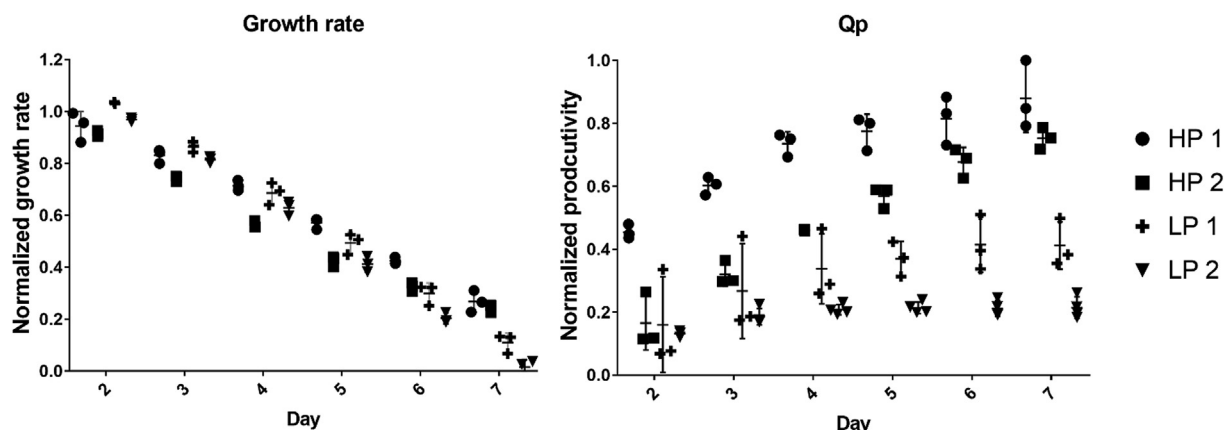 Growth rate
Normalized growth rate
1.2
1.0
0.8
0.6
0.4
0.2
0.0
2 3 4 5 6 7
Day
Qp
Normalized prodcutivity
1.0
0.8
0.6
0.4
0.2
0.0
2 3 4 5 6 7
Day
HP 1
HP 2
LP 1
LP 2